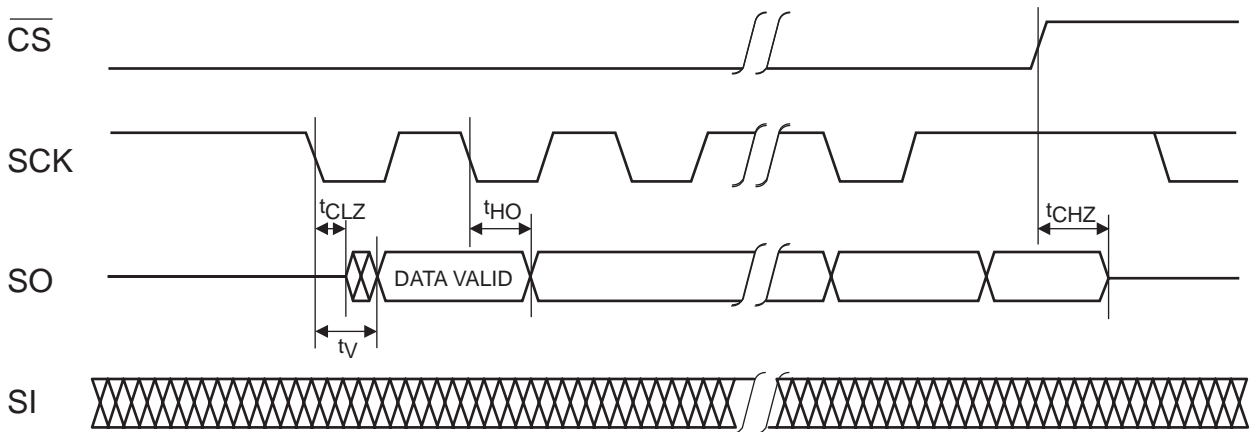 CS
SCK
tCLZ
tHO
tCHZ
SO
DATA VALID
tV
SI